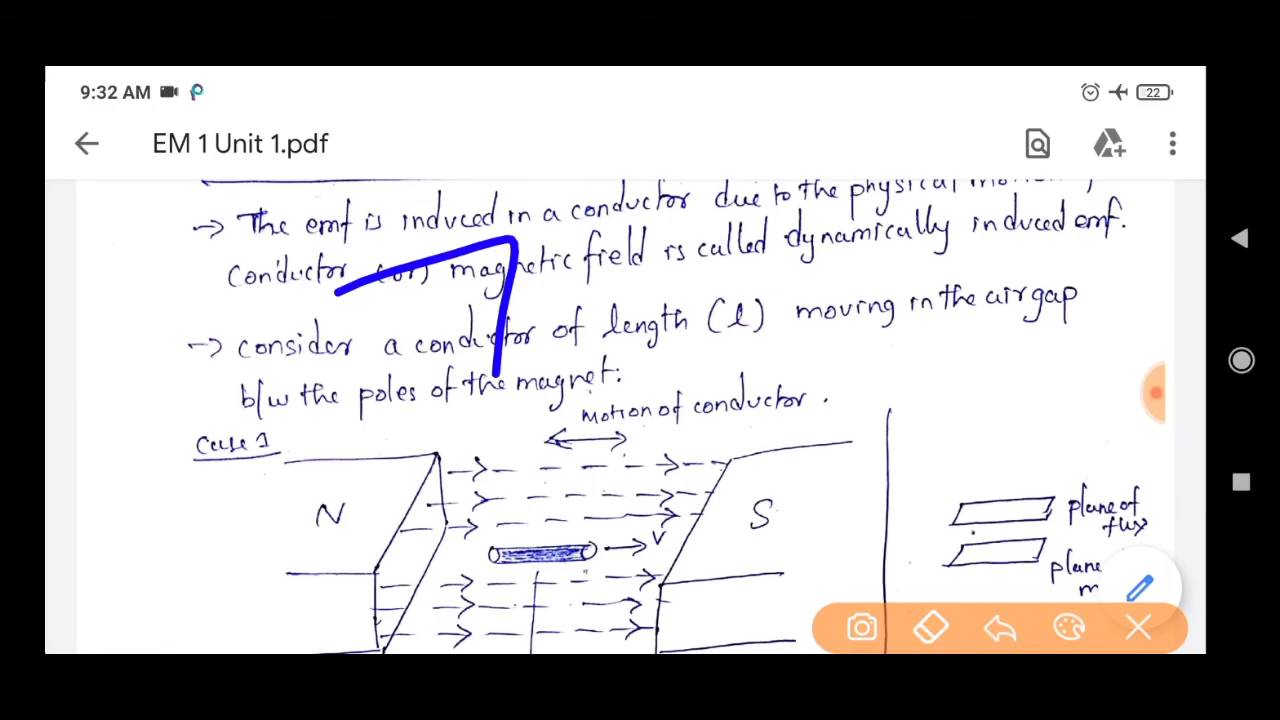 9:32 AM
22
EM 1 Unit 1.pdf
-> The emf is induced in a conductor due to the physical
conductor (or) magnetic field is called dynamically induced emf.
-> consider a conductor of length (l) moving in the air gap
b/w the poles of the magnet:
motion of conductor.
Case 1
N
S
V
plane of
flux
plane